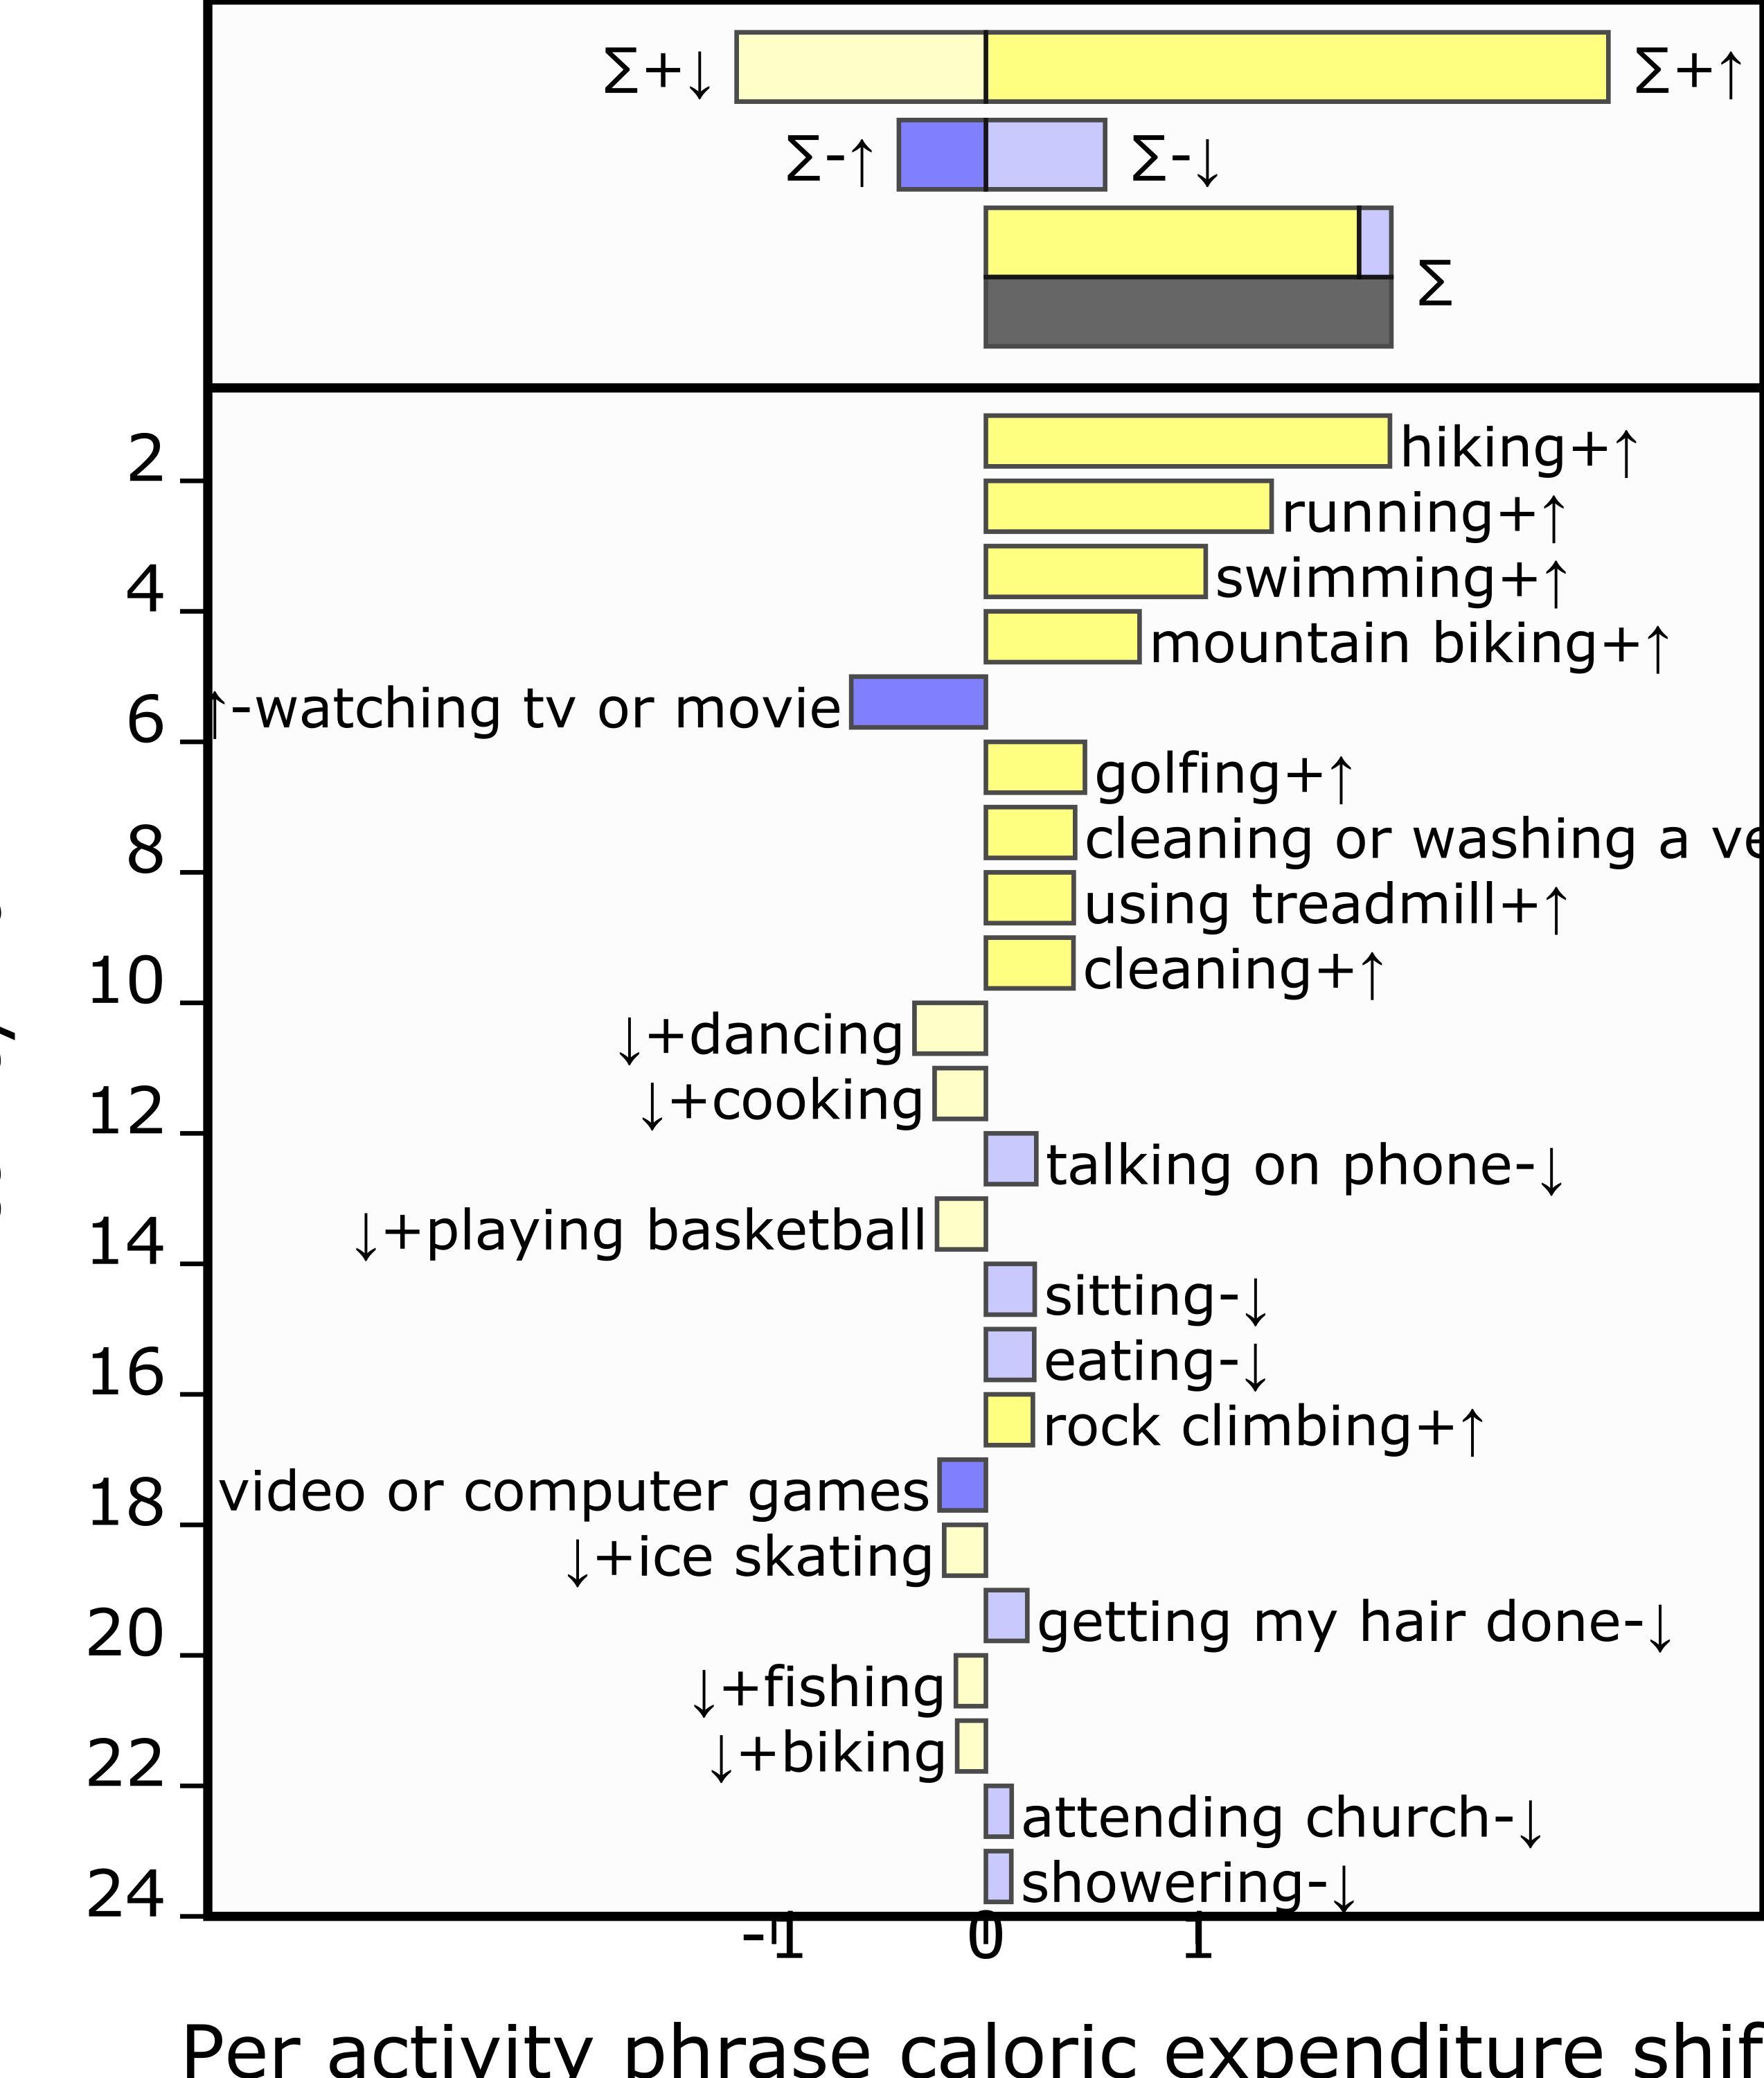 ∑+↓ ∑+↑
∑-↑ ∑-↓
∑
2 hiking+↑
running+↑
4 swimming+↑
mountain biking+↑
6 ↑-watching tv or movie
golfing+↑
8 cleaning or washing a ve
using treadmill+↑
10 cleaning+↑
↓+dancing
12 ↓+cooking
talking on phone-↓
14 ↓+playing basketball
sitting-↓
16 eating-↓
rock climbing+↑
18 video or computer games
↓+ice skating
20 getting my hair done-↓
↓+fishing
22 ↓+biking
attending church-↓
24 showering-↓
-1 0 1
Per activity phrase caloric expenditure shif